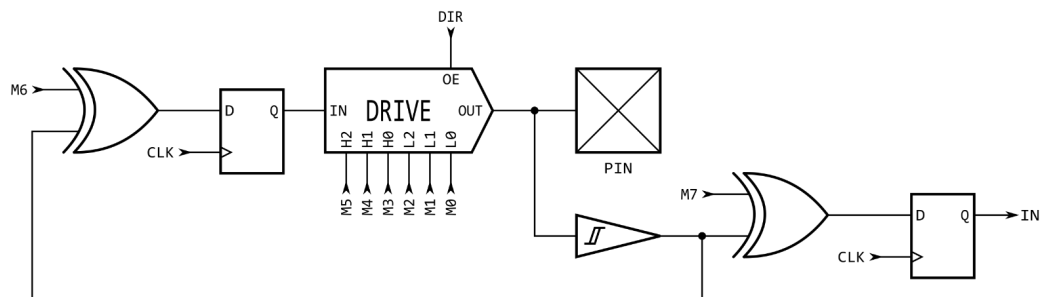 DIR
M6
D
Q
CLK
IN
DRIVE
OE
OUT
H2
H1
H0
L2
L1
L0
M5
M4
M3
M2
M1
M0
PIN
M7
D
Q
IN
CLK